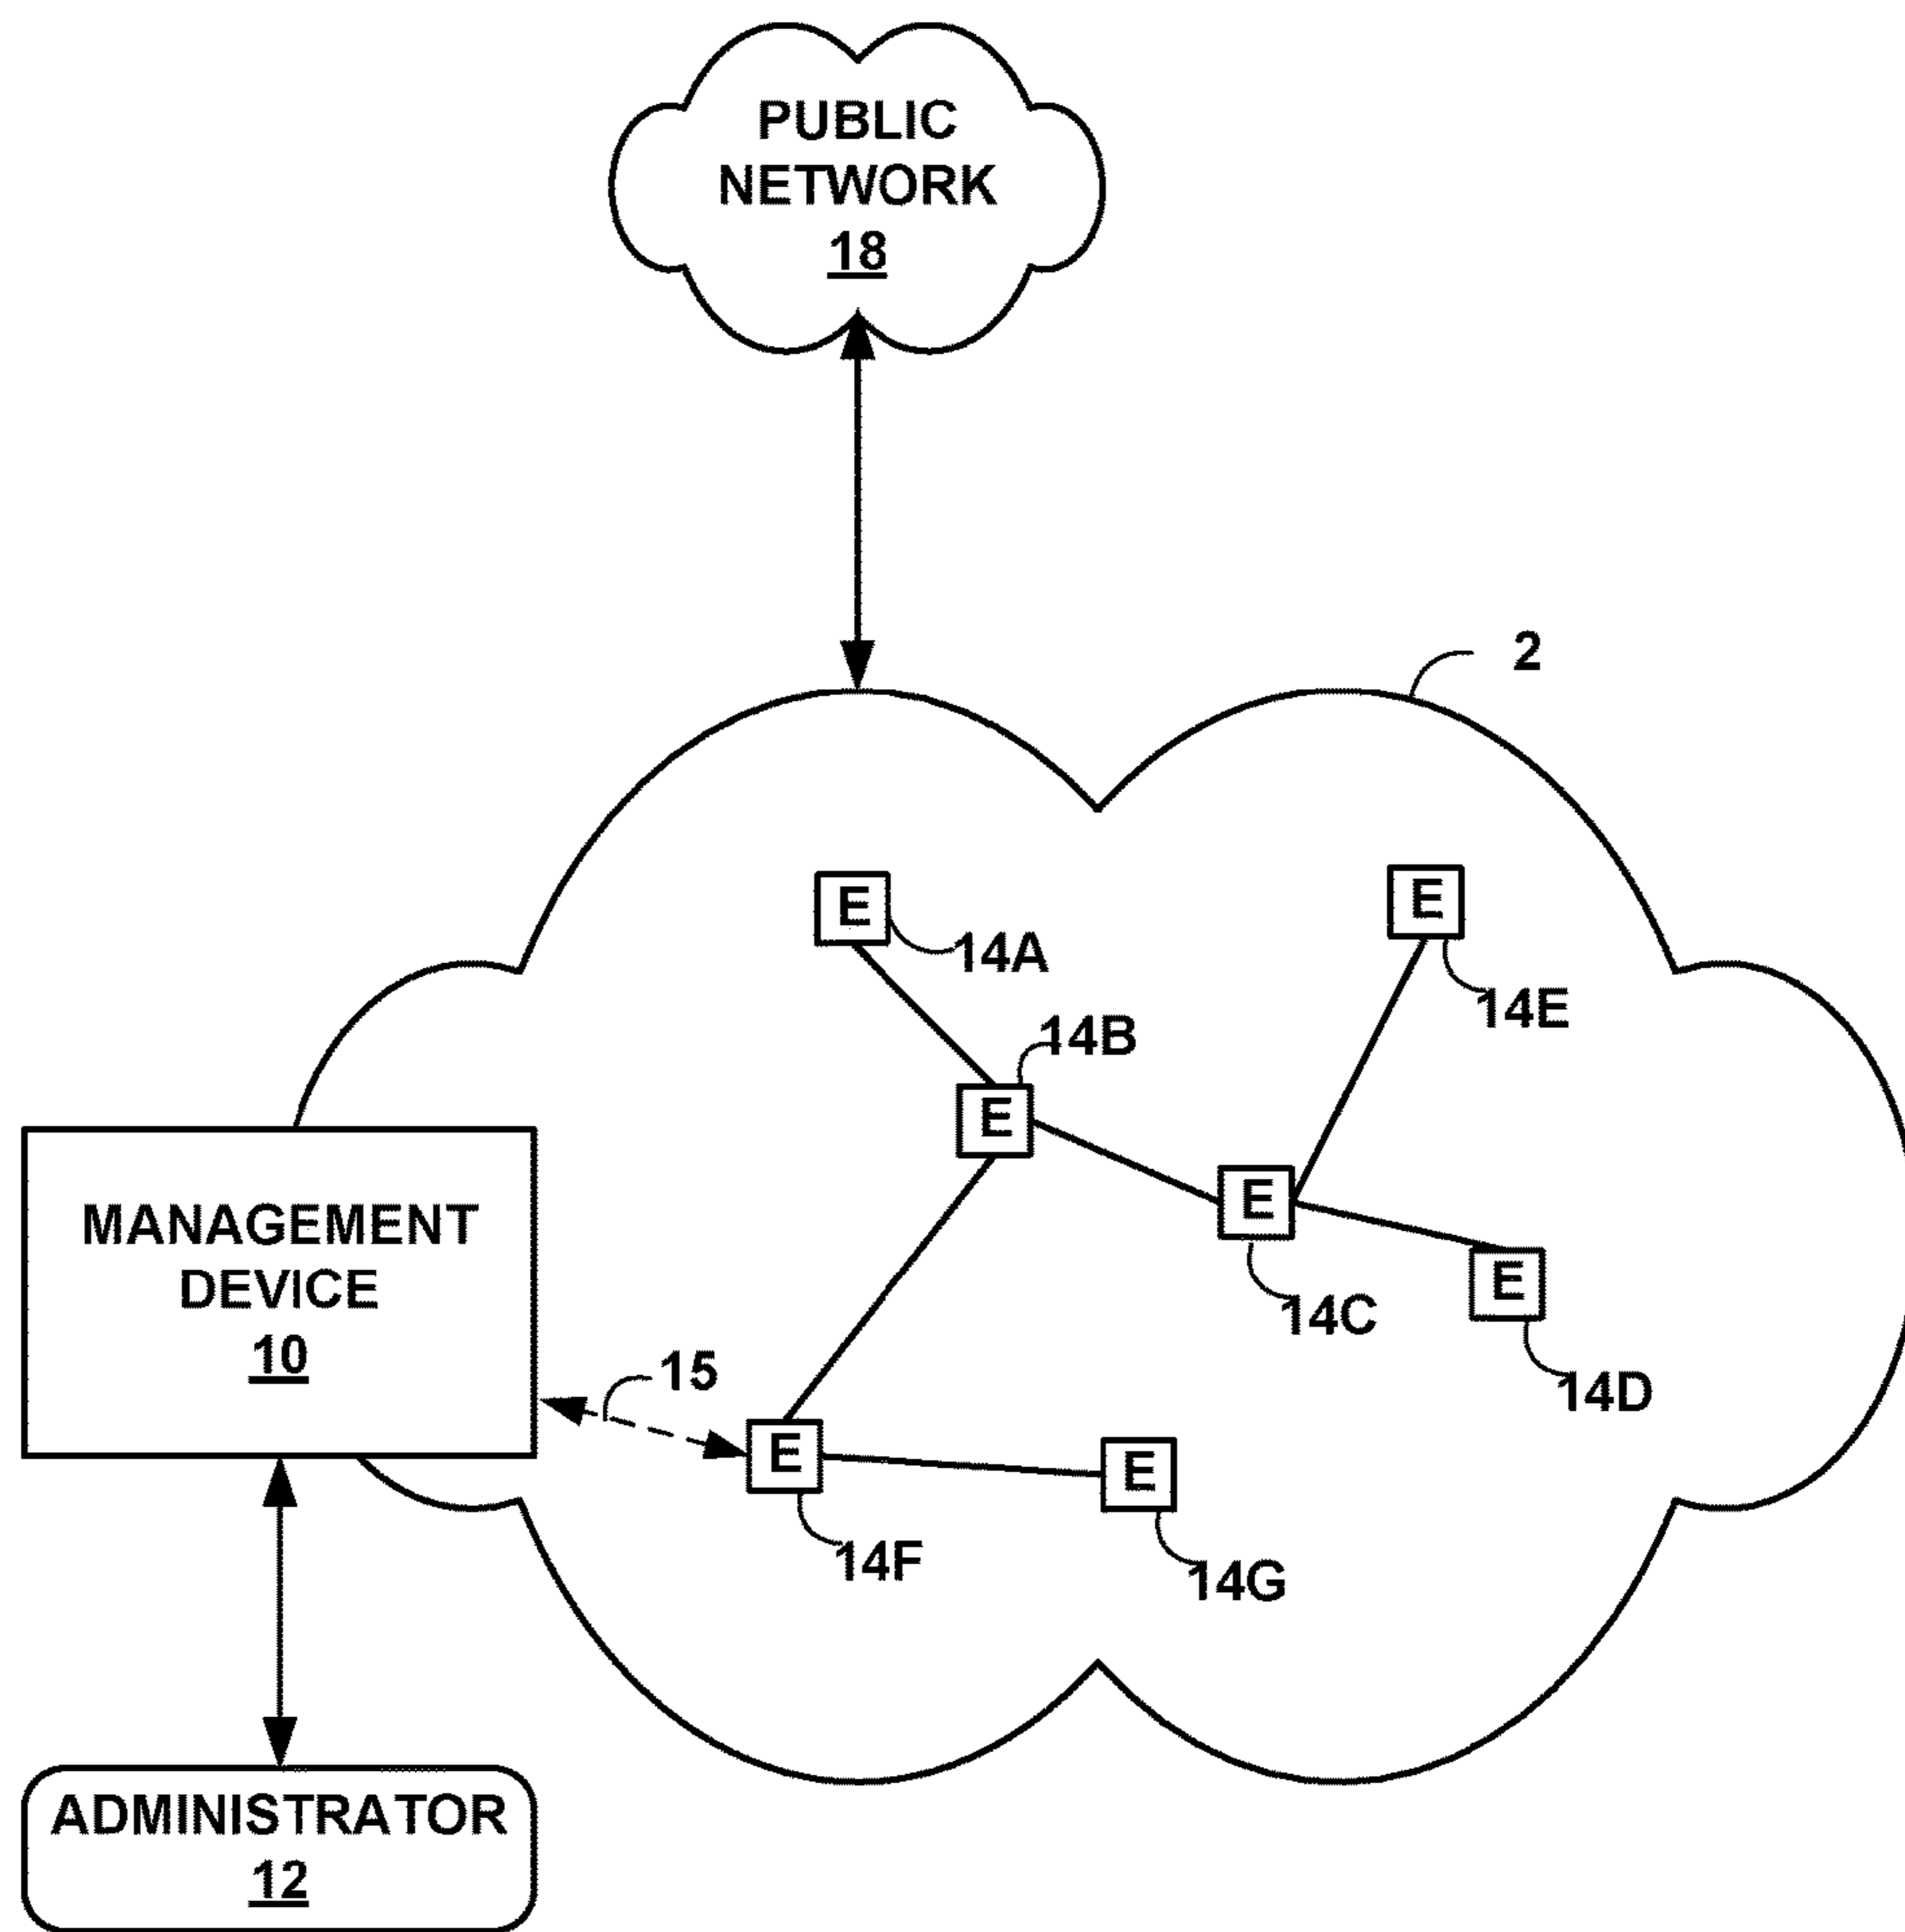 PUBLIC
NETWORK
18
2
E
14A
E
14E
14B
E
E
14C
E
14D
MANAGEMENT
DEVICE
10
15
E
14F
E
14G
ADMINISTRATOR
12